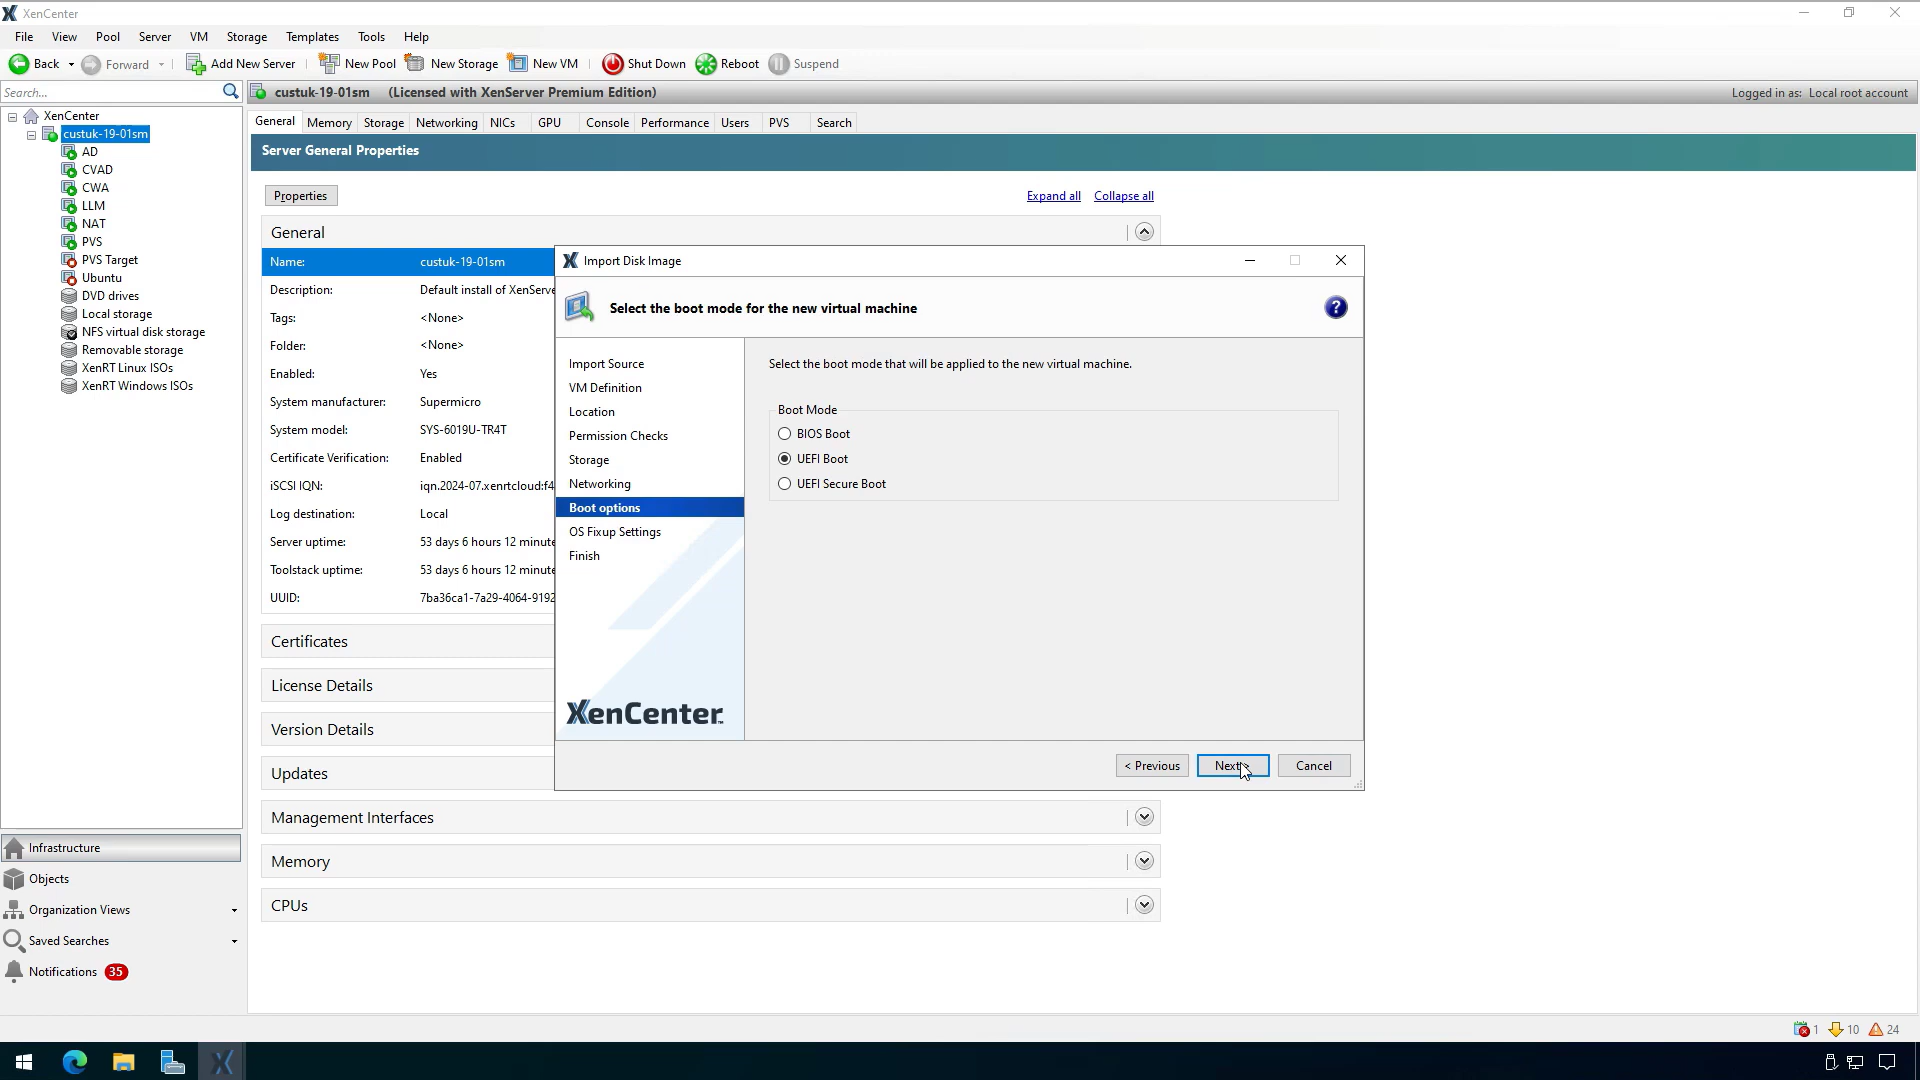 XenCenter
File View Pool Server VM Storage Templates Tools Help
Back Forward Add New Server New Pool New Storage New VM Shut Down Reboot Suspend
Search...
custuk-19-01sm (Licensed with XenServer Premium Edition)
Logged in as: Local root account
XenCenter
custuk-19-01sm
AD
CVAD
CWA
LLM
NAT
PVS
PVS Target
Ubuntu
DVD drives
Local storage
NFS virtual disk storage
Removable storage
XenRT Linux ISOs
XenRT Windows ISOs
Infrastructure
Objects
Organization Views
Saved Searches
Notifications 35
General Memory Storage Networking NICs GPU Console Performance Users PVS Search
Server General Properties
Properties
Expand all Collapse all
General
Name: custuk-19-01sm
Description: Default install of XenServe
Tags: <None>
Folder: <None>
Enabled: Yes
System manufacturer: Supermicro
System model: SYS-6019U-TR4T
Certificate Verification: Enabled
iSCSI IQN: iqn.2024-07.xenrtcloud:f4
Log destination: Local
Server uptime: 53 days 6 hours 12 minute
Toolstack uptime: 53 days 6 hours 12 minute
UUID: 7ba36ca1-7a29-4064-9192
Certificates
License Details
Version Details
Updates
Management Interfaces
Memory
CPUs
Import Disk Image
Select the boot mode for the new virtual machine
?
Import Source
VM Definition
Location
Permission Checks
Storage
Networking
Boot options
OS Fixup Settings
Finish
XenCenter
Select the boot mode that will be applied to the new virtual machine.
Boot Mode
BIOS Boot
UEFI Boot
UEFI Secure Boot
< Previous Next > Cancel
1 10 24